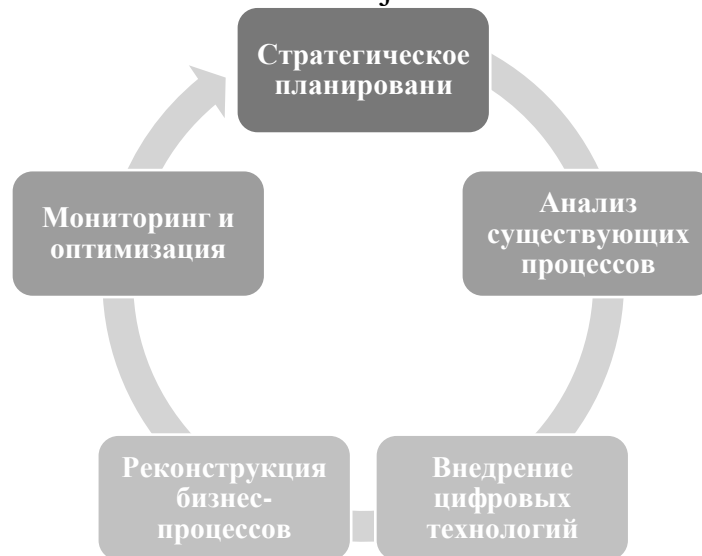 Стратегическое
планировани
Анализ
существующих
процессов
Внедрение
цифровых
технологий
Реконструкция
бизнес-
процессов
Мониторинг и
оптимизация